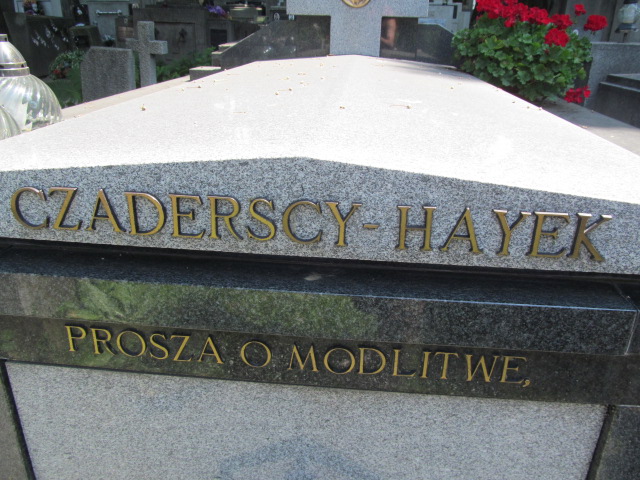 CZADERSCY-HAYEK
PROSZA O MODLITWE,